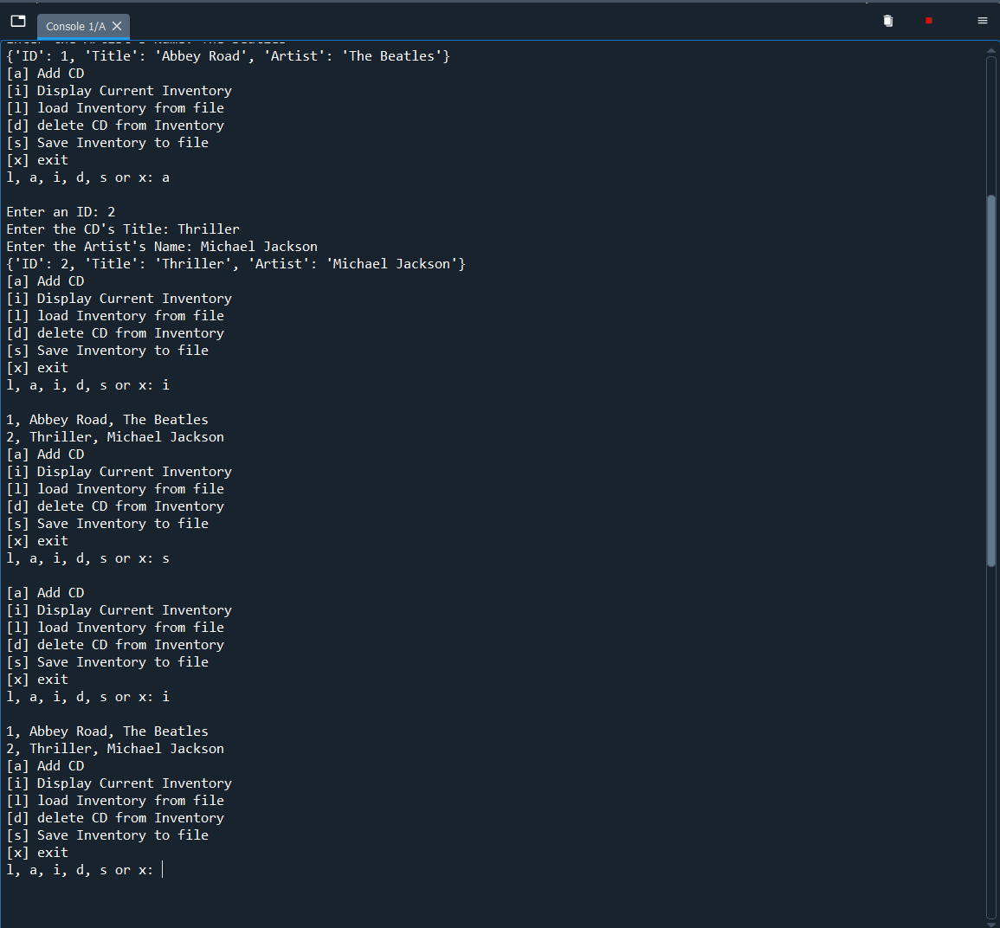 Console 1/A
{'ID': 1, 'Title': 'Abbey Road', 'Artist': 'The Beatles'}
[a] Add CD
[i] Display Current Inventory
[l] load Inventory from file
[d] delete CD from Inventory
[s] Save Inventory to file
[x] exit
l, a, i, d, s or x: a
Enter an ID: 2
Enter the CD's Title: Thriller
Enter the Artist's Name: Michael Jackson
{'ID': 2, 'Title': 'Thriller', 'Artist': 'Michael Jackson'}
[a] Add CD
[i] Display Current Inventory
[l] load Inventory from file
[d] delete CD from Inventory
[s] Save Inventory to file
[x] exit
l, a, i, d, s or x: i
1, Abbey Road, The Beatles
2, Thriller, Michael Jackson
[a] Add CD
[i] Display Current Inventory
[l] load Inventory from file
[d] delete CD from Inventory
[s] Save Inventory to file
[x] exit
l, a, i, d, s or x: s
[a] Add CD
[i] Display Current Inventory
[l] load Inventory from file
[d] delete CD from Inventory
[s] Save Inventory to file
[x] exit
l, a, i, d, s or x: i
1, Abbey Road, The Beatles
2, Thriller, Michael Jackson
[a] Add CD
[i] Display Current Inventory
[l] load Inventory from file
[d] delete CD from Inventory
[s] Save Inventory to file
[x] exit
l, a, i, d, s or x: